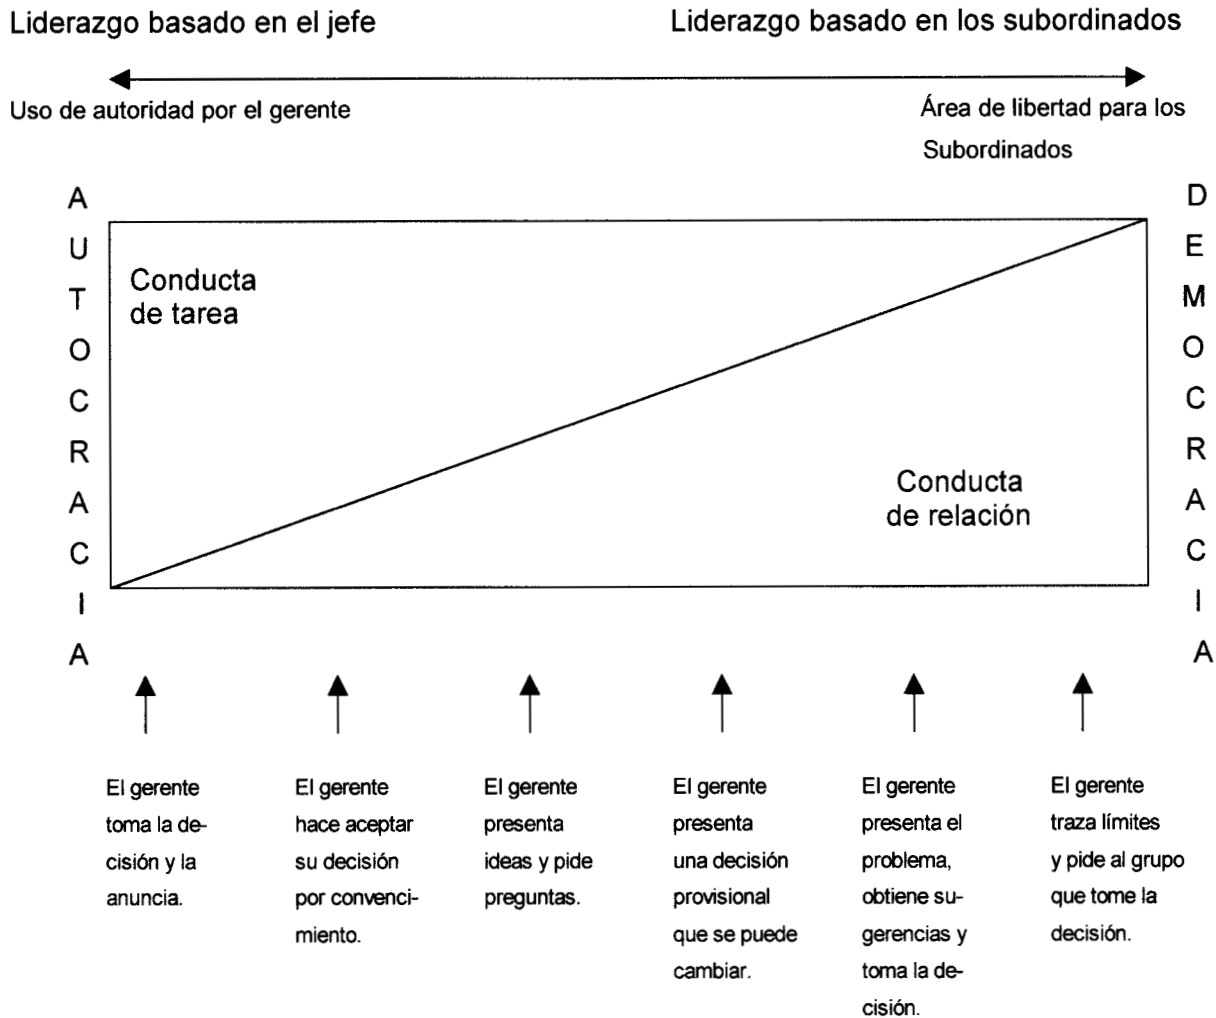 Liderazgo basado en el jefe
Liderazgo basado en los subordinados
Uso de autoridad por el gerente
Área de libertad para los
Subordinados
AUTOCRACIA
DEMOCRACIA
Conducta
de tarea
Conducta
de relación
El gerente
toma la de-
cisión y la
anuncia.
El gerente
hace aceptar
su decisión
por convenci-
miento.
El gerente
presenta
ideas y pide
preguntas.
El gerente
presenta
una decisión
provisional
que se puede
cambiar.
El gerente
presenta el
problema,
obtiene su-
gerencias y
toma la de-
cisión.
El gerente
traza límites
y pide al grupo
que tome la
decisión.